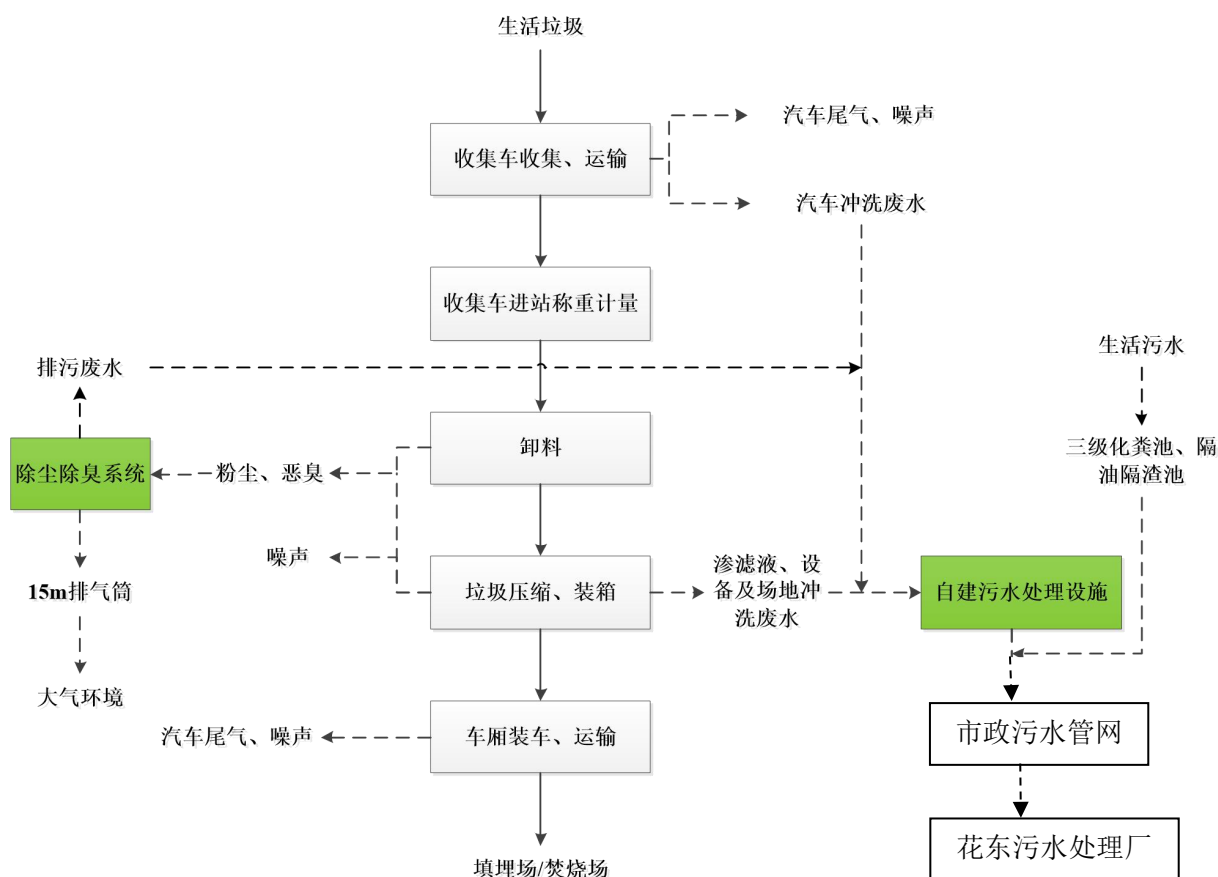 生活垃圾
汽车尾气、噪声
收集车收集、运输
汽车冲洗废水
收集车进站称重计量
排污废水
生活污水
卸料
三级化粪池、隔
油隔渣池
除尘除臭系统
粉尘、恶臭
噪声
15m排气筒
垃圾压缩、装箱
渗滤液、设
备及场地冲
洗废水
自建污水处理设施
大气环境
汽车尾气、噪声
车厢装车、运输
市政污水管网
花东污水处理厂
填埋场/焚烧场